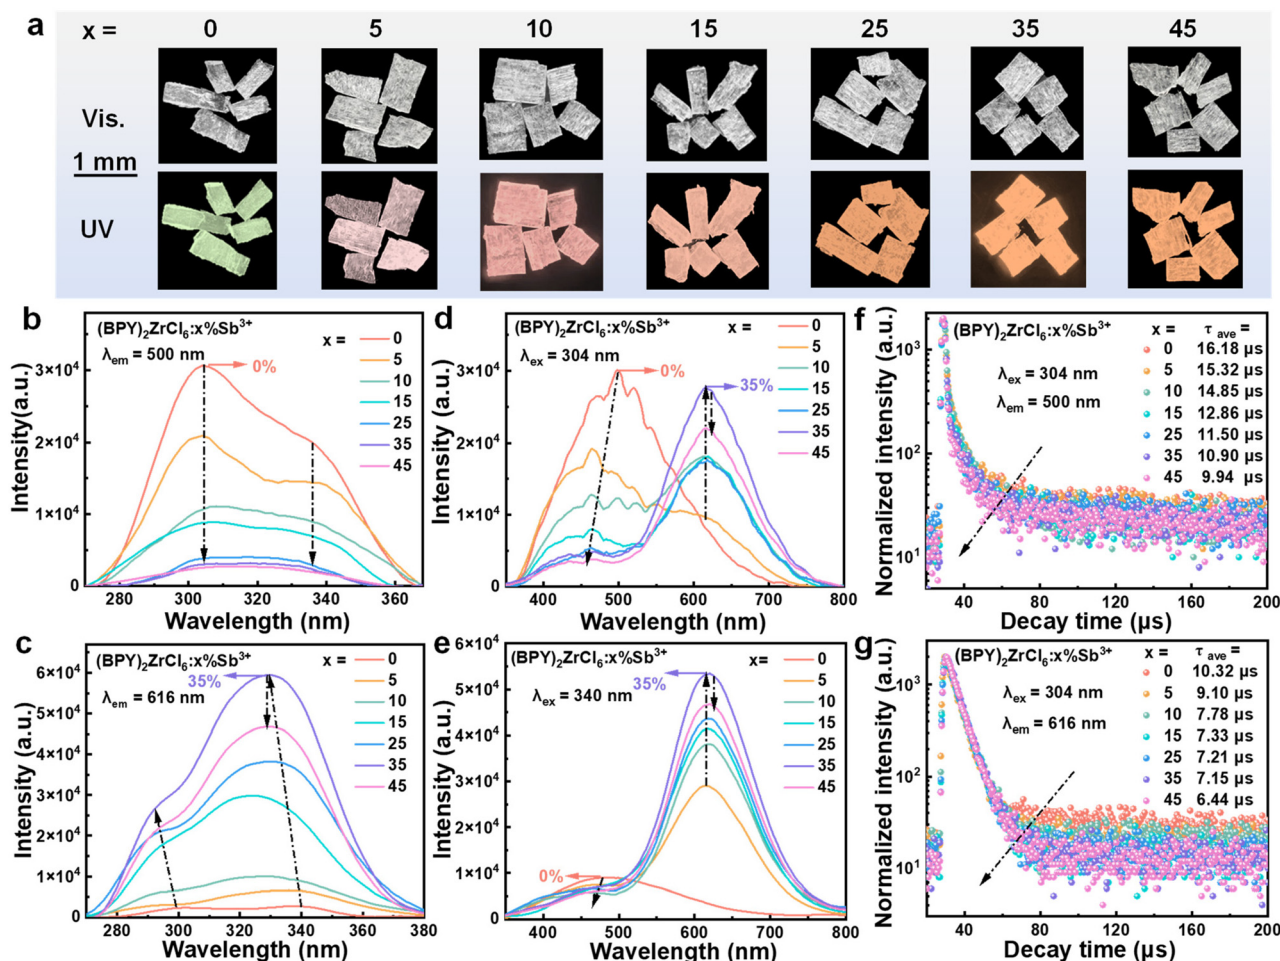 a x = 0 5 10 15 25 35 45
Vis.
1 mm
UV
b
(BPY)₂ZrCl₆:x%Sb³⁺
λem = 500 nm
0%
x =
0
5
10
15
25
35
45
Intensity(a.u.)
3×10⁴
2×10⁴
1×10⁴
0
280 300 320 340 360
Wavelength (nm)
d
(BPY)₂ZrCl₆:x%Sb³⁺
λex = 304 nm
0%
35%
x =
0
5
10
15
25
35
45
Intensity (a.u.)
3×10⁴
2×10⁴
1×10⁴
0
400 500 600 700 800
Wavelength (nm)
f
(BPY)₂ZrCl₆:x%Sb³⁺
λex = 304 nm
λem = 500 nm
x = τ ave =
0 16.18 µs
5 15.32 µs
10 14.85 µs
15 12.86 µs
25 11.50 µs
35 10.90 µs
45 9.94 µs
Normalized intensity (a.u.)
10³
10²
10¹
40 80 120 160 200
Decay time (µs)
c
(BPY)₂ZrCl₆:x%Sb³⁺
λem = 616 nm
35%
x =
0
5
10
15
25
35
45
Intensity (a.u.)
6×10⁴
5×10⁴
4×10⁴
3×10⁴
2×10⁴
1×10⁴
0
280 300 320 340 360 380
Wavelength (nm)
e
(BPY)₂ZrCl₆:x%Sb³⁺
λex = 340 nm
35%
0%
x=
0
5
10
15
25
35
45
Intensity (a.u.)
6×10⁴
5×10⁴
4×10⁴
3×10⁴
2×10⁴
1×10⁴
0
400 500 600 700 800
Wavelength (nm)
g
(BPY)₂ZrCl₆:x%Sb³⁺
λex = 304 nm
λem = 616 nm
x = τ ave =
0 10.32 µs
5 9.10 µs
10 7.78 µs
15 7.33 µs
25 7.21 µs
35 7.15 µs
45 6.44 µs
Normalized intensity (a.u.)
10³
10²
10¹
40 80 120 160 200
Decay time (µs)